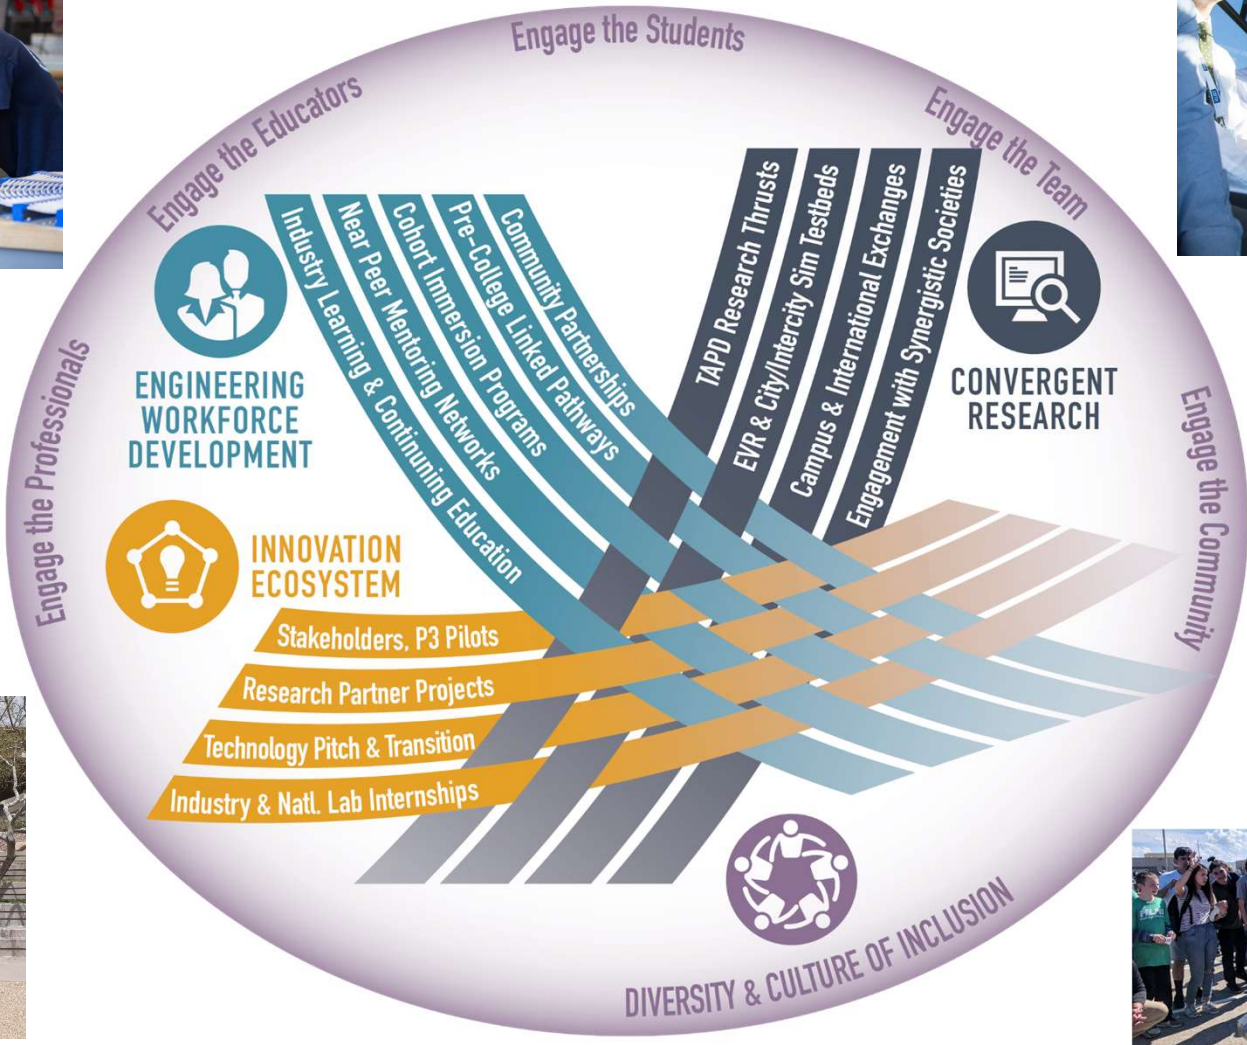 Engage the Students
Engage the Educators
Engage the Team
Engage the Professionals
Engage the Community
ENGINEERING
WORKFORCE
DEVELOPMENT
Industry Learning & Continuning Education
Near Peer Mentoring Networks
Cohort Immersion Programs
Pre-College Linked Pathways
Community Partnerships
TAPD Research Thrusts
EVR & City/Intercity Sim Testbeds
Campus & International Exchanges
Engagement with Synergistic Societies
CONVERGENT
RESEARCH
INNOVATION
ECOSYSTEM
Stakeholders, P3 Pilots
Research Partner Projects
Technology Pitch & Transition
Industry & Natl. Lab Internships
DIVERSITY & CULTURE OF INCLUSION